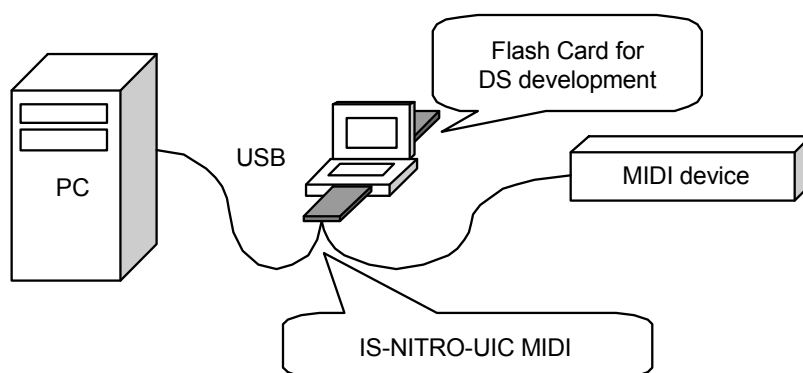 Flash Card for
DS development
USB
PC
MIDI device
IS-NITRO-UIC MIDI